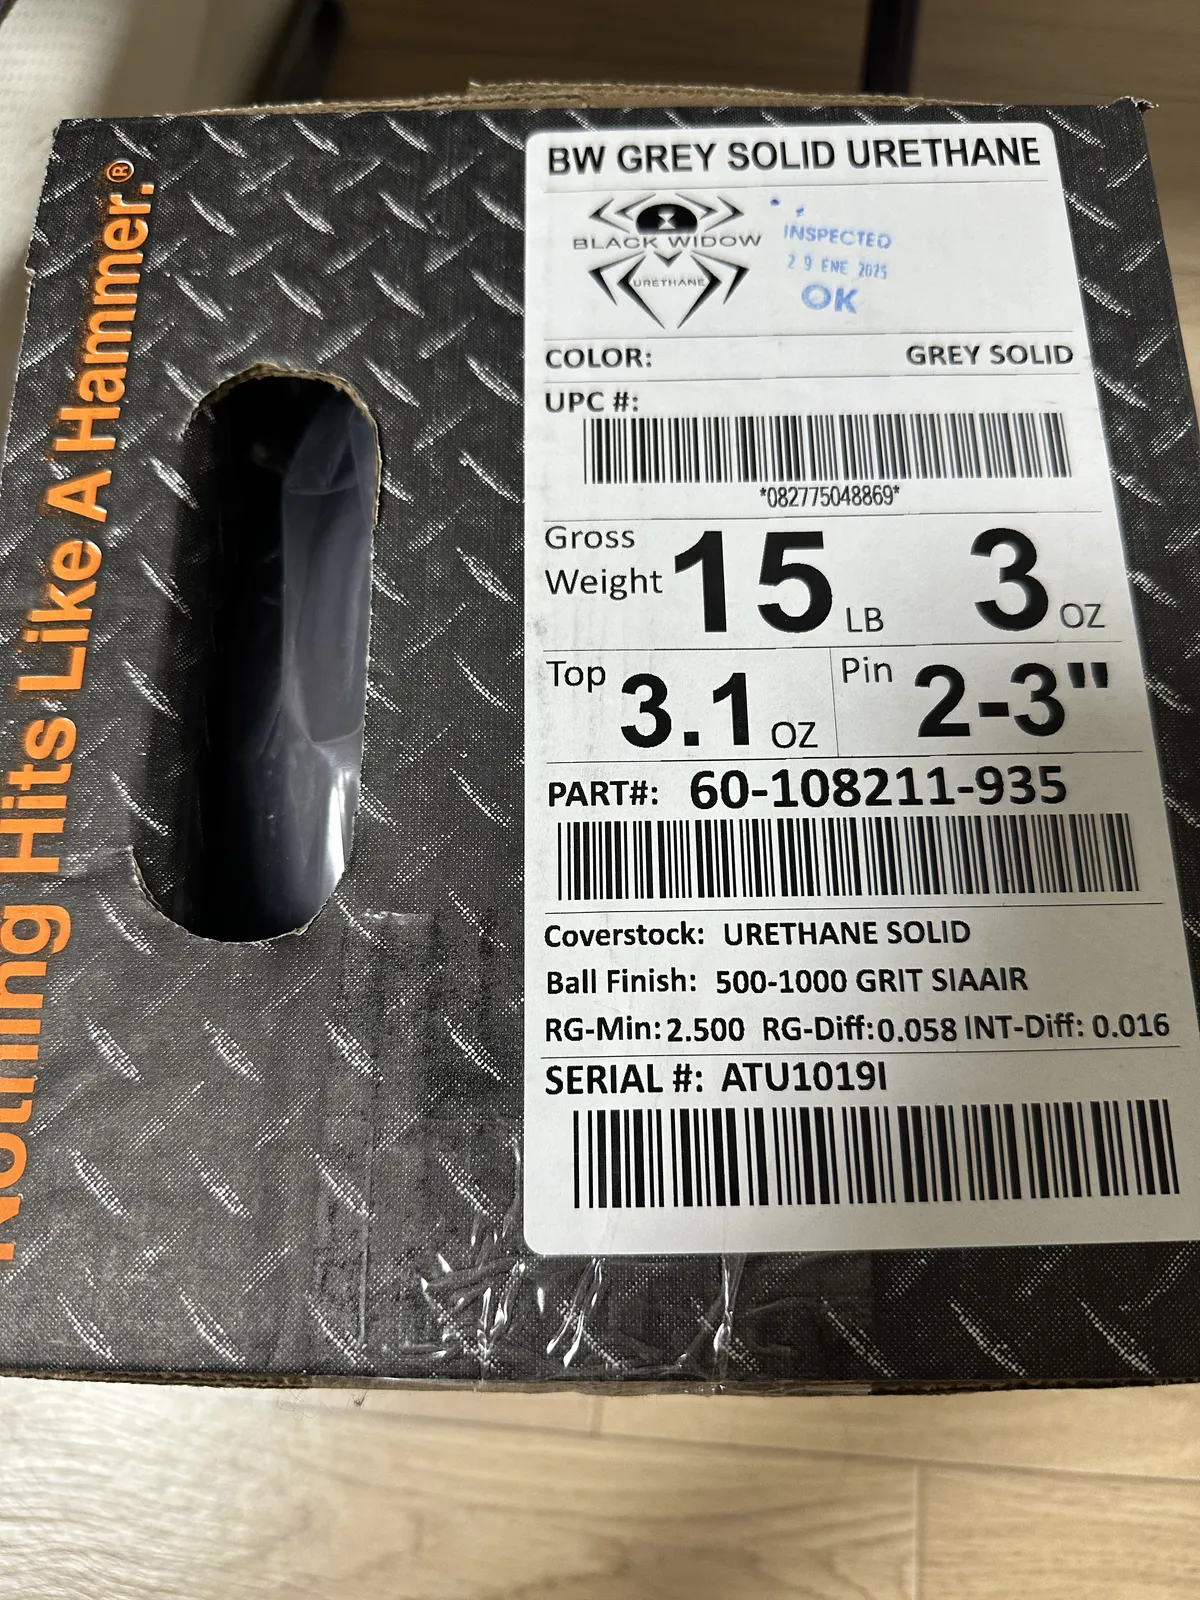 Nothing Hits Like A Hammer.®
BW GREY SOLID URETHANE
BLACK WIDOW
URETHANE
INSPECTED
29 ENE 2025
OK
COLOR: GREY SOLID
UPC #:
*082775048869*
Gross Weight 15 LB 3 OZ
Top 3.1 OZ Pin 2-3"
PART#: 60-108211-935
Coverstock: URETHANE SOLID
Ball Finish: 500-1000 GRIT SIAAIR
RG-Min: 2.500 RG-Diff: 0.058 INT-Diff: 0.016
SERIAL #: ATU1019I